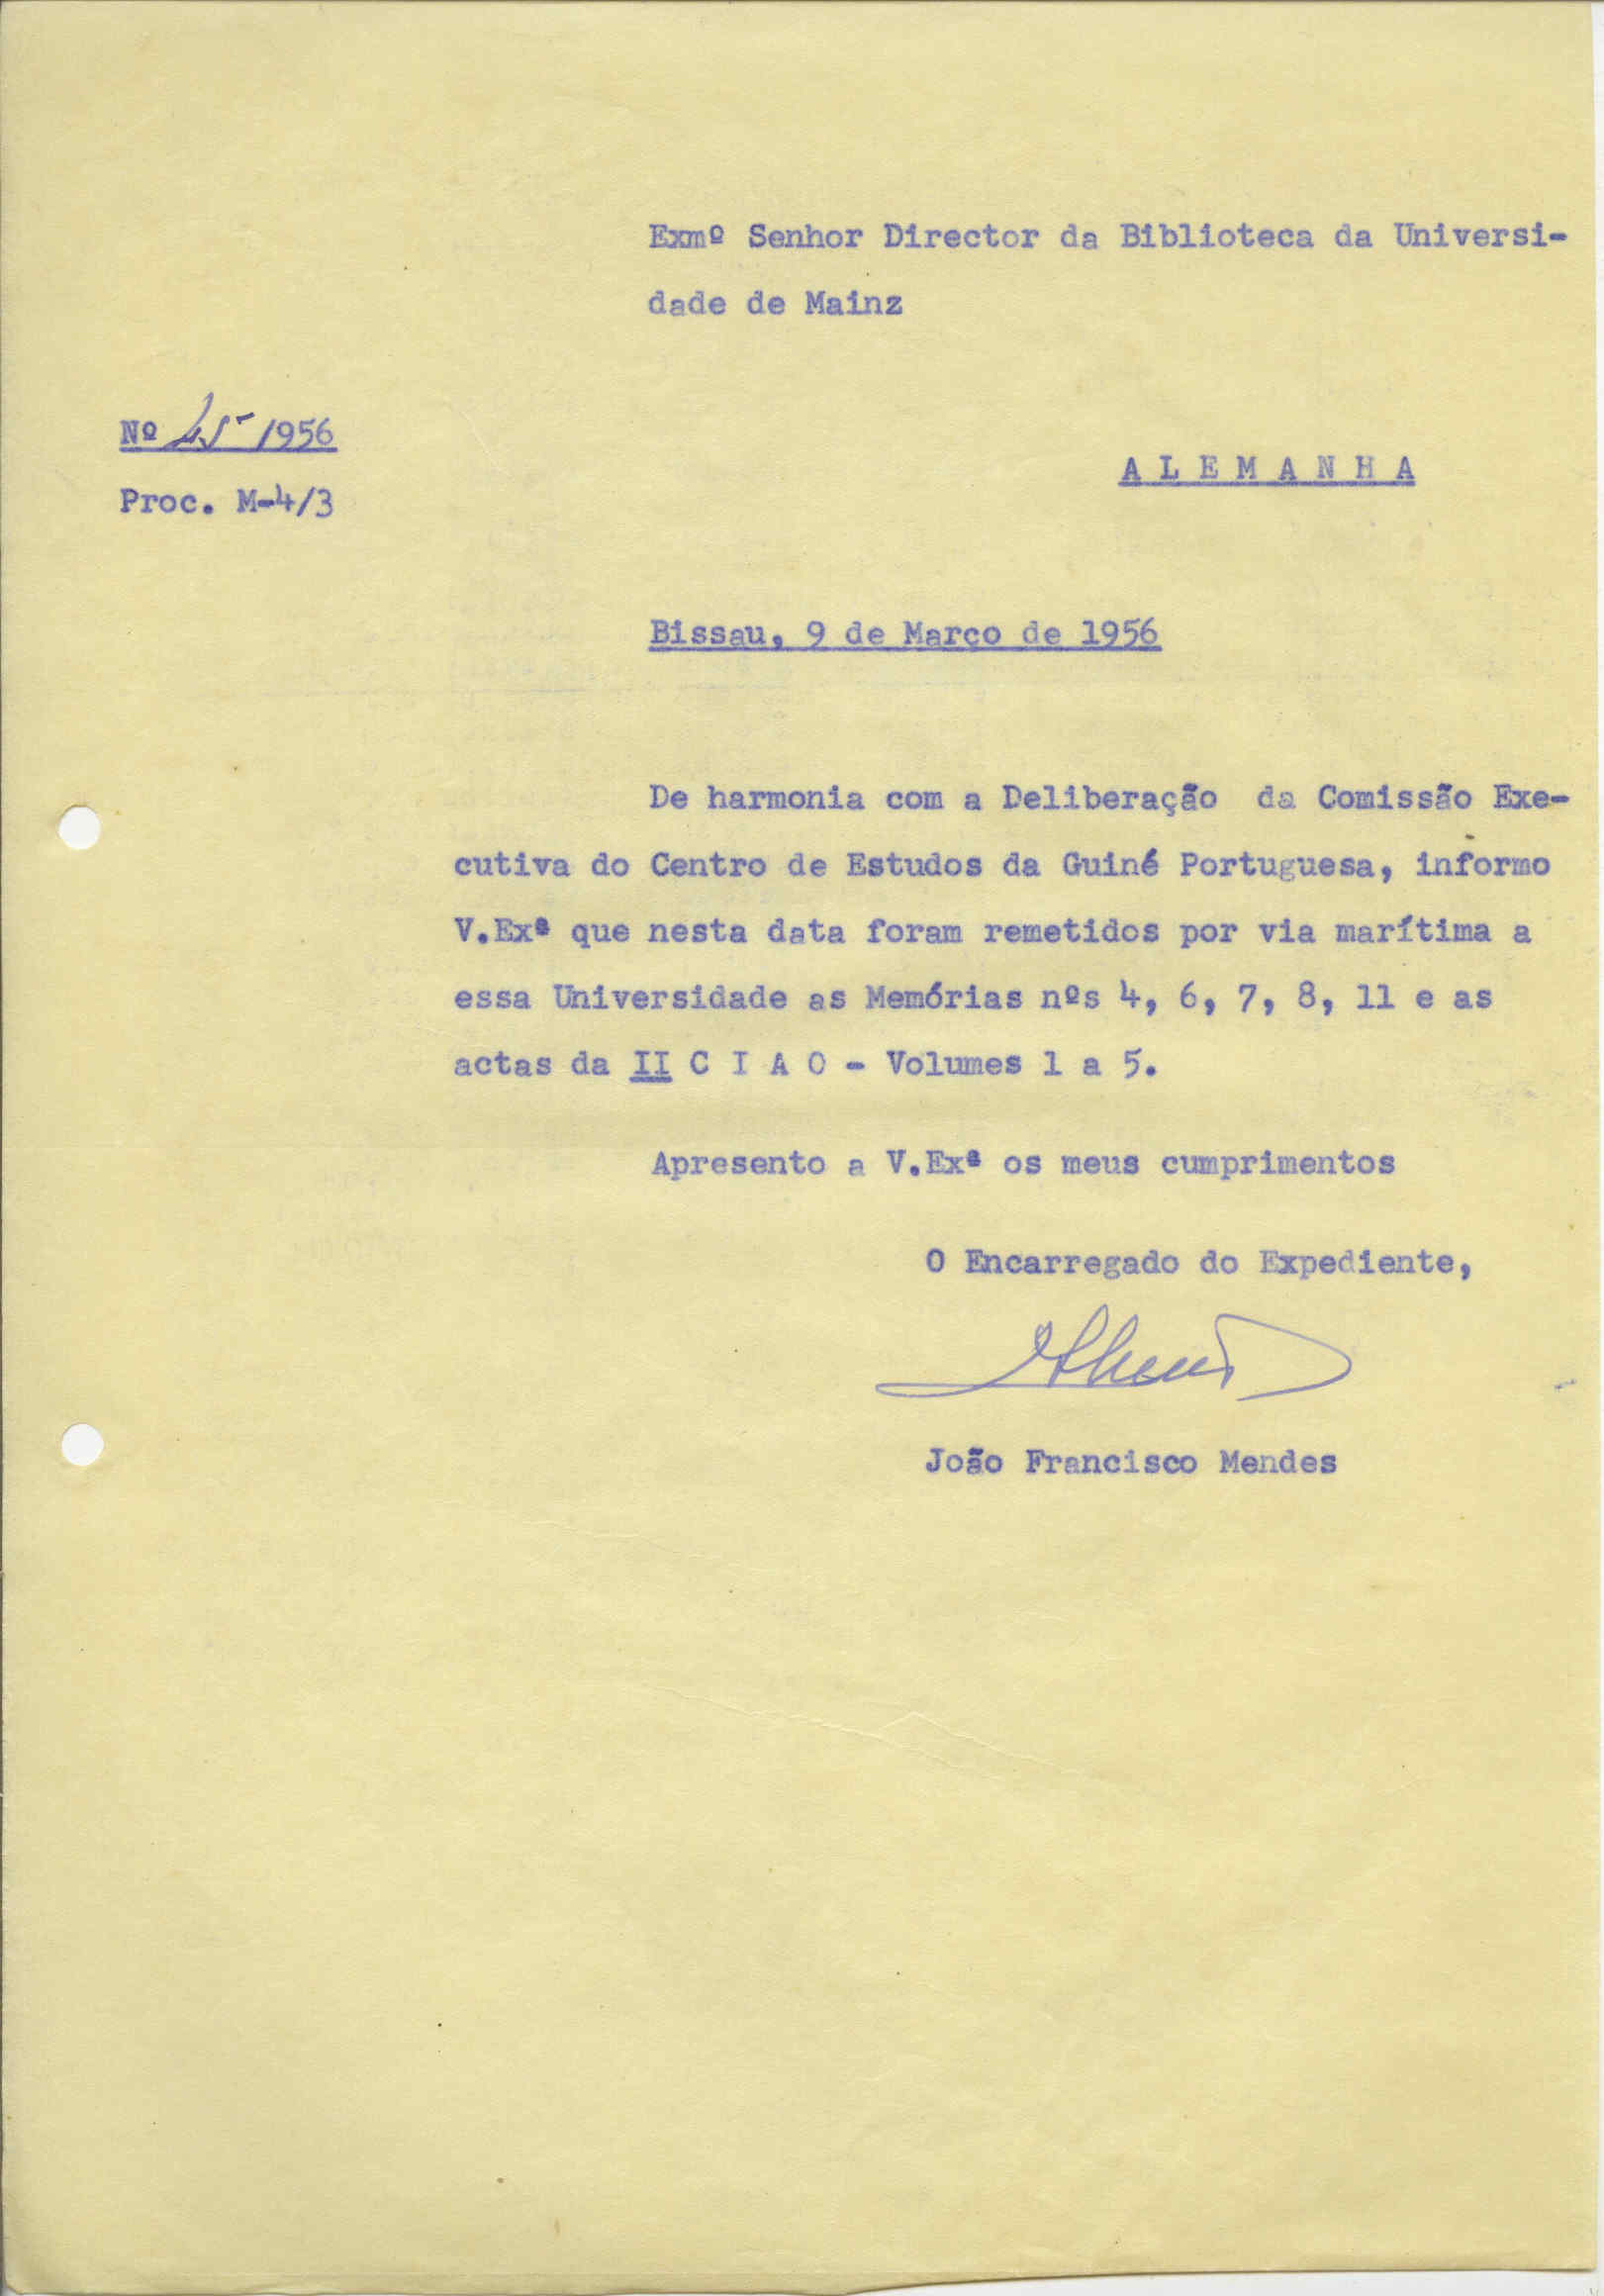 Exmº Senhor Director da Biblioteca da Universi-
dade de Mainz
Nº /1956
Proc. M-4/3
A L E M A N H A
Bissau, 9 de Março de 1956
De harmonia com a Deliberação da Comissão Exe-
cutiva do Centro de Estudos da Guiné Portuguesa, informo
V.Exª que nesta data foram remetidos por via marítima a
essa Universidade as Memórias nºs 4, 6, 7, 8, 11 e as
actas da II C I A O - Volumes 1 a 5.
Apresento a V.Exª os meus cumprimentos
O Encarregado do Expediente,
João Francisco Mendes